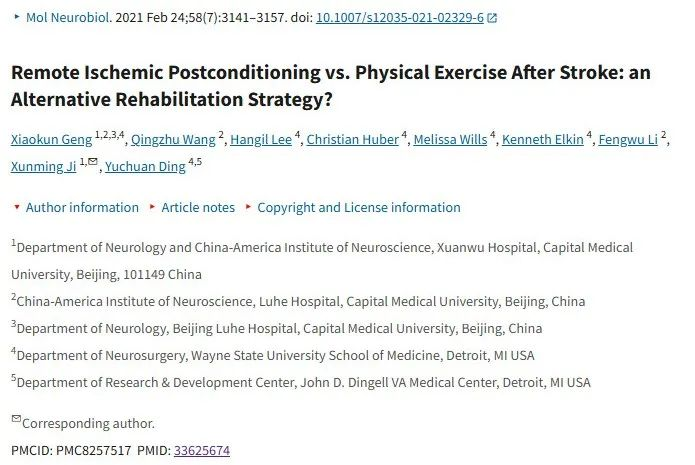 Mol Neurobiol. 2021 Feb 24;58(7):3141–3157. doi: 10.1007/s12035-021-02329-6
Remote Ischemic Postconditioning vs. Physical Exercise After Stroke: an
Alternative Rehabilitation Strategy?
Xiaokun Geng 1,2,3,4, Qingzhu Wang 2, Hangil Lee 4, Christian Huber 4, Melissa Wills 4, Kenneth Elkin 4, Fengwu Li 2,
Xunming Ji 1,✉, Yuchuan Ding 4,5
Author information Article notes Copyright and License information
1Department of Neurology and China-America Institute of Neuroscience, Xuanwu Hospital, Capital Medical
University, Beijing, 101149 China
2China-America Institute of Neuroscience, Luhe Hospital, Capital Medical University, Beijing, China
3Department of Neurology, Beijing Luhe Hospital, Capital Medical University, Beijing, China
4Department of Neurosurgery, Wayne State University School of Medicine, Detroit, MI USA
5Department of Research & Development Center, John D. Dingell VA Medical Center, Detroit, MI USA
✉Corresponding author.
PMCID: PMC8257517 PMID: 33625674